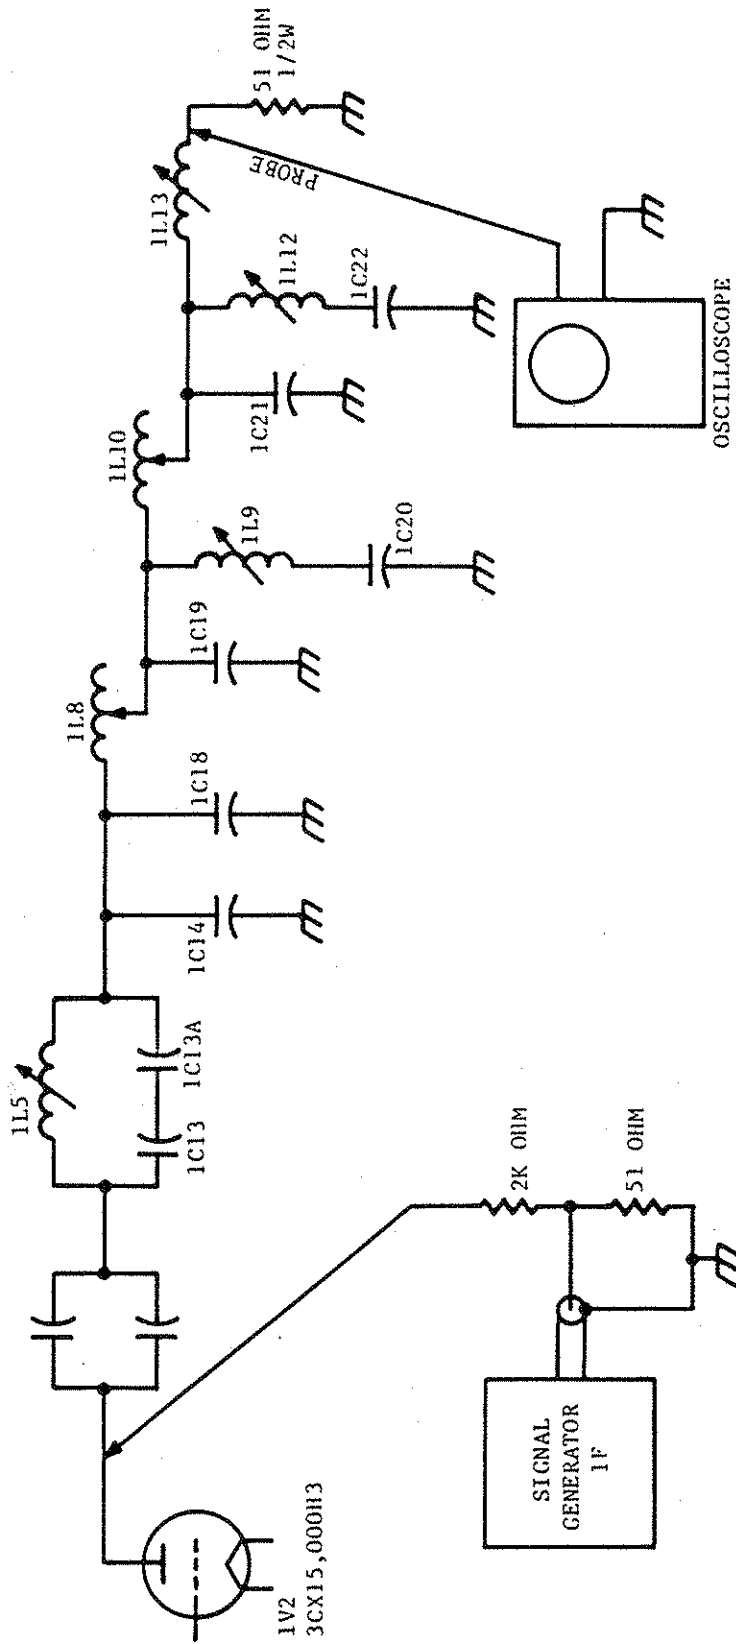 1V2
3CX15,000H3
1L5
1C13
1C13A
1C14
1C18
1L8
1C19
1L9
1C20
1L10
1C21
1L12
1C22
1L13
PROBE
51 OHM
1/2W
SIGNAL
GENERATOR
1F
2K OHM
51 OHM
OSCILLOSCOPE